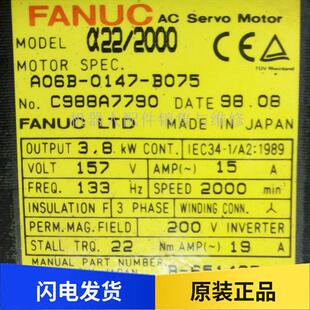 FANUC AC Servo Motor
MODEL α22/2000
MOTOR SPEC.
A06B-0147-B075
No. C988A7790 DATE 98.08
FANUC LTD MADE IN JAPAN
OUTPUT 3.8 kW CONT. IEC34-1/A2:1989
VOLT 157 V AMP(~) 15 A
FREQ. 133 Hz SPEED 2000 min
INSULATION F 3 PHASE WINDING CONN. 人
PERM.MAG.FIELD 200 V INVERTER
STALL TRQ. 22 Nm AMP(~) 19 A
MANUAL PART
闪电发货 原装正品